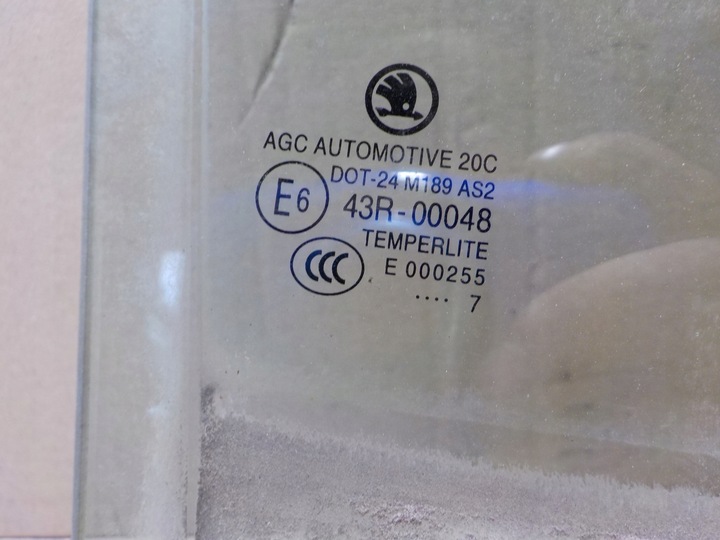 AGC AUTOMOTIVE 20C
DOT-24 M189 AS2
E6 43R-00048
TEMPERLITE
CCC E 000255
.... 7